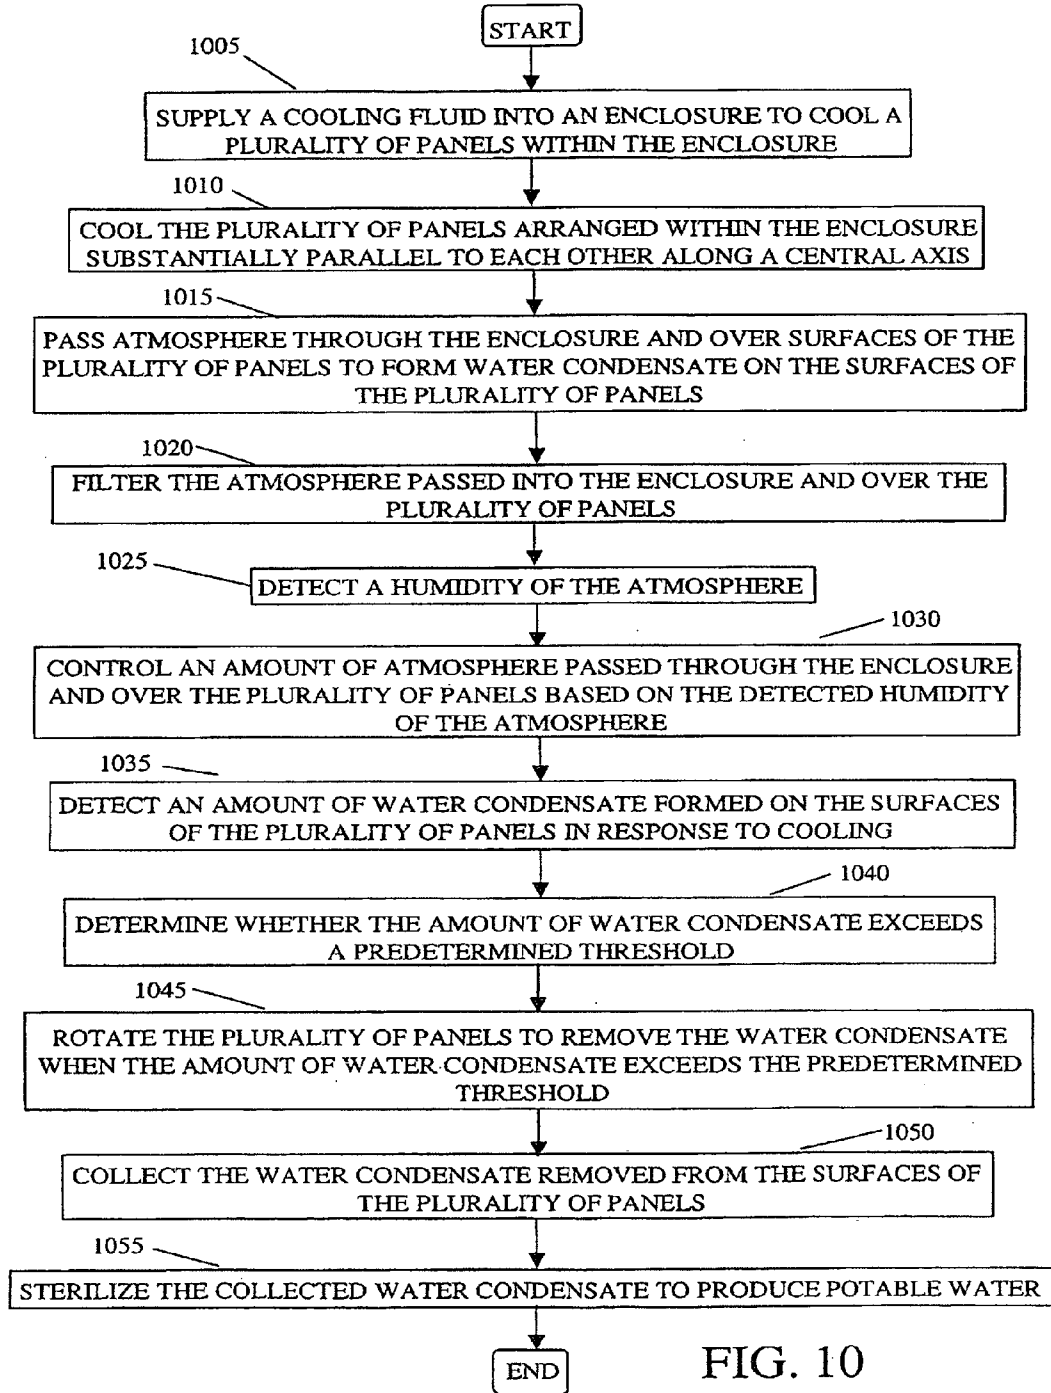 START
1005
SUPPLY A COOLING FLUID INTO AN ENCLOSURE TO COOL A
PLURALITY OF PANELS WITHIN THE ENCLOSURE
1010
COOL THE PLURALITY OF PANELS ARRANGED WITHIN THE ENCLOSURE
SUBSTANTIALLY PARALLEL TO EACH OTHER ALONG A CENTRAL AXIS.
1015
PASS ATMOSPHERE THROUGH THE ENCLOSURE AND OVER SURFACES OF THE
PLURALITY OF PANELS TO FORM WATER CONDENSATE ON THE SURFACES OF
THE PLURALITY OF PANELS
1020
FILTER THE ATMOSPHERE PASSED INTO THE ENCLOSURE AND OVER THE
PLURALITY OF PANELS
1025
DETECT A HUMIDITY OF THE ATMOSPHERE
1030
CONTROL AN AMOUNT OF ATMOSPHERE PASSED THROUGH THE ENCLOSURE
AND OVER THE PLURALITY OF PANELS BASED ON THE DETECTED HUMIDITY
OF THE ATMOSPHERE
1035
DETECT AN AMOUNT OF WATER CONDENSATE FORMED ON THE SURFACES
OF THE PLURALITY OF PANELS IN RESPONSE TO COOLING
1040
DETERMINE WHETHER THE AMOUNT OF WATER CONDENSATE EXCEEDS
A PREDETERMINED THRESHOLD
1045
ROTATE THE PLURALITY OF PANELS TO REMOVE THE WATER CONDENSATE
WHEN THE AMOUNT OF WATER CONDENSATE EXCEEDS THE PREDETERMINED
THRESHOLD
1050
COLLECT THE WATER CONDENSATE REMOVED FROM THE SURFACES OF
THE PLURALITY OF PANELS
1055
STERILIZE THE COLLECTED WATER CONDENSATE TO PRODUCE POTABLE WATER
END
FIG. 10